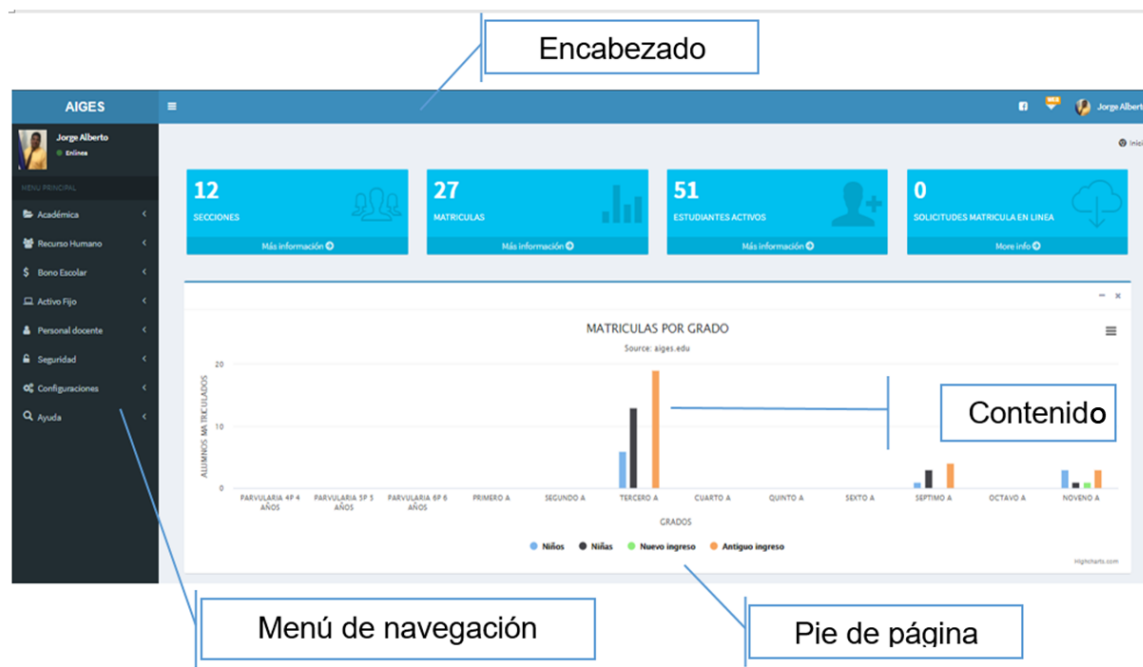 Encabezado
AIGES
Jorge Alberto
Jorge Alberto
Enlinea
Inici
MENU PRINCIPAL
Académica
Recurso Humano
Bono Escolar
Activo Fijo
Personal docente
Seguridad
Configuraciones
Ayuda
12
SECCIONES
Más información
27
MATRICULAS
Más información
51
ESTUDIANTES ACTIVOS
Más información
0
SOLICITUDES MATRICULA EN LINEA
More info
MATRICULAS POR GRADO
Source: aiges.edu
ALUMNOS MATRICULADOS
20
10
0
Contenido
PARVULARIA 4P 4 AÑOS
PARVULARIA 5P 5 AÑOS
PARVULARIA 6P 6 AÑOS
PRIMERO A
SEGUNDO A
TERCERO A
CUARTO A
QUINTO A
SEXTO A
SEPTIMO A
OCTAVO A
NOVENO A
GRADOS
Niños Niñas Nuevo ingreso Antiguo ingreso
Highcharts.com
Menú de navegación
Pie de página